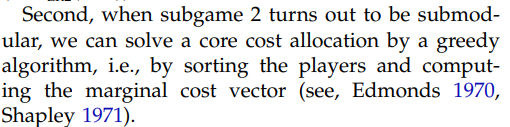 Second, when subgame 2 turns out to be submod-
ular, we can solve a core cost allocation by a greedy
algorithm, i.e., by sorting the players and comput-
ing the marginal cost vector (see, Edmonds 1970,
Shapley 1971).